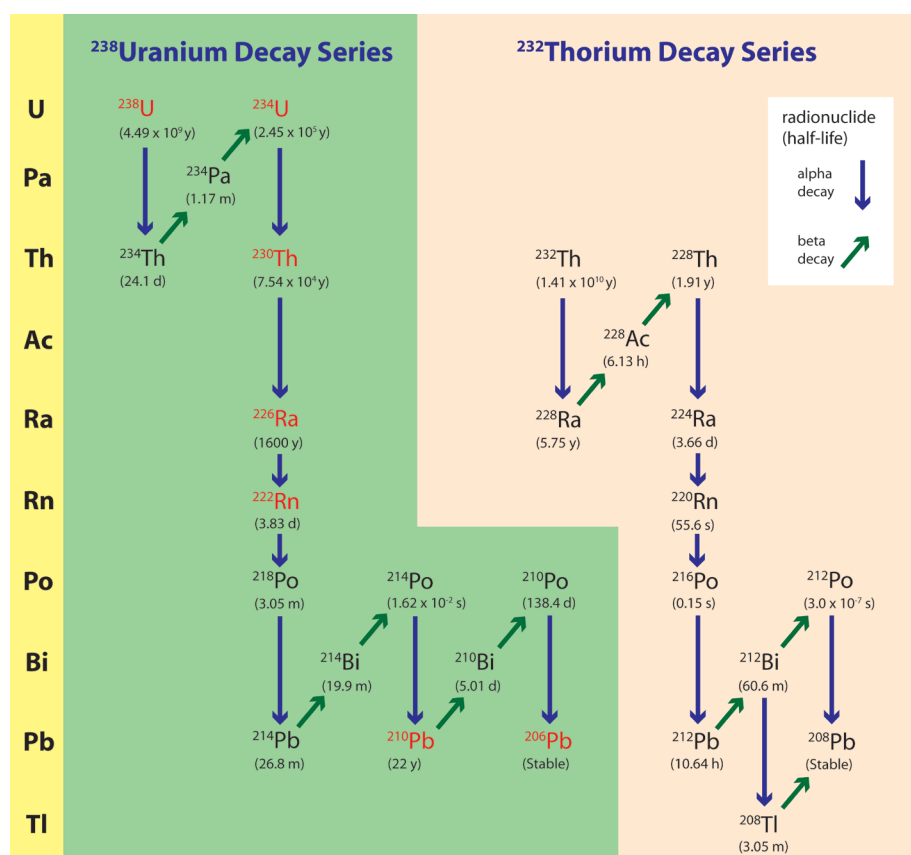 ²³⁸Uranium Decay Series
²³²Thorium Decay Series
U
²³⁸U
(4.49 x 10⁹ y)
²³⁴U
(2.45 x 10⁵ y)
radionuclide
(half-life)
alpha
decay
beta
decay
Pa
²³⁴Pa
(1.17 m)
Th
²³⁴Th
(24.1 d)
²³⁰Th
(7.54 x 10⁴ y)
²³²Th
(1.41 x 10¹⁰ y)
²²⁸Th
(1.91 y)
Ac
²²⁸Ac
(6.13 h)
Ra
²²⁶Ra
(1600 y)
²²⁸Ra
(5.75 y)
²²⁴Ra
(3.66 d)
Rn
²²²Rn
(3.83 d)
²²⁰Rn
(55.6 s)
Po
²¹⁸Po
(3.05 m)
²¹⁴Po
(1.62 x 10⁻² s)
²¹⁰Po
(138.4 d)
²¹⁶Po
(0.15 s)
²¹²Po
(3.0 x 10⁻⁷ s)
Bi
²¹⁴Bi
(19.9 m)
²¹⁰Bi
(5.01 d)
²¹²Bi
(60.6 m)
Pb
²¹⁴Pb
(26.8 m)
²¹⁰Pb
(22 y)
²⁰⁶Pb
(Stable)
²¹²Pb
(10.64 h)
²⁰⁸Pb
(Stable)
Tl
²⁰⁸Tl
(3.05 m)